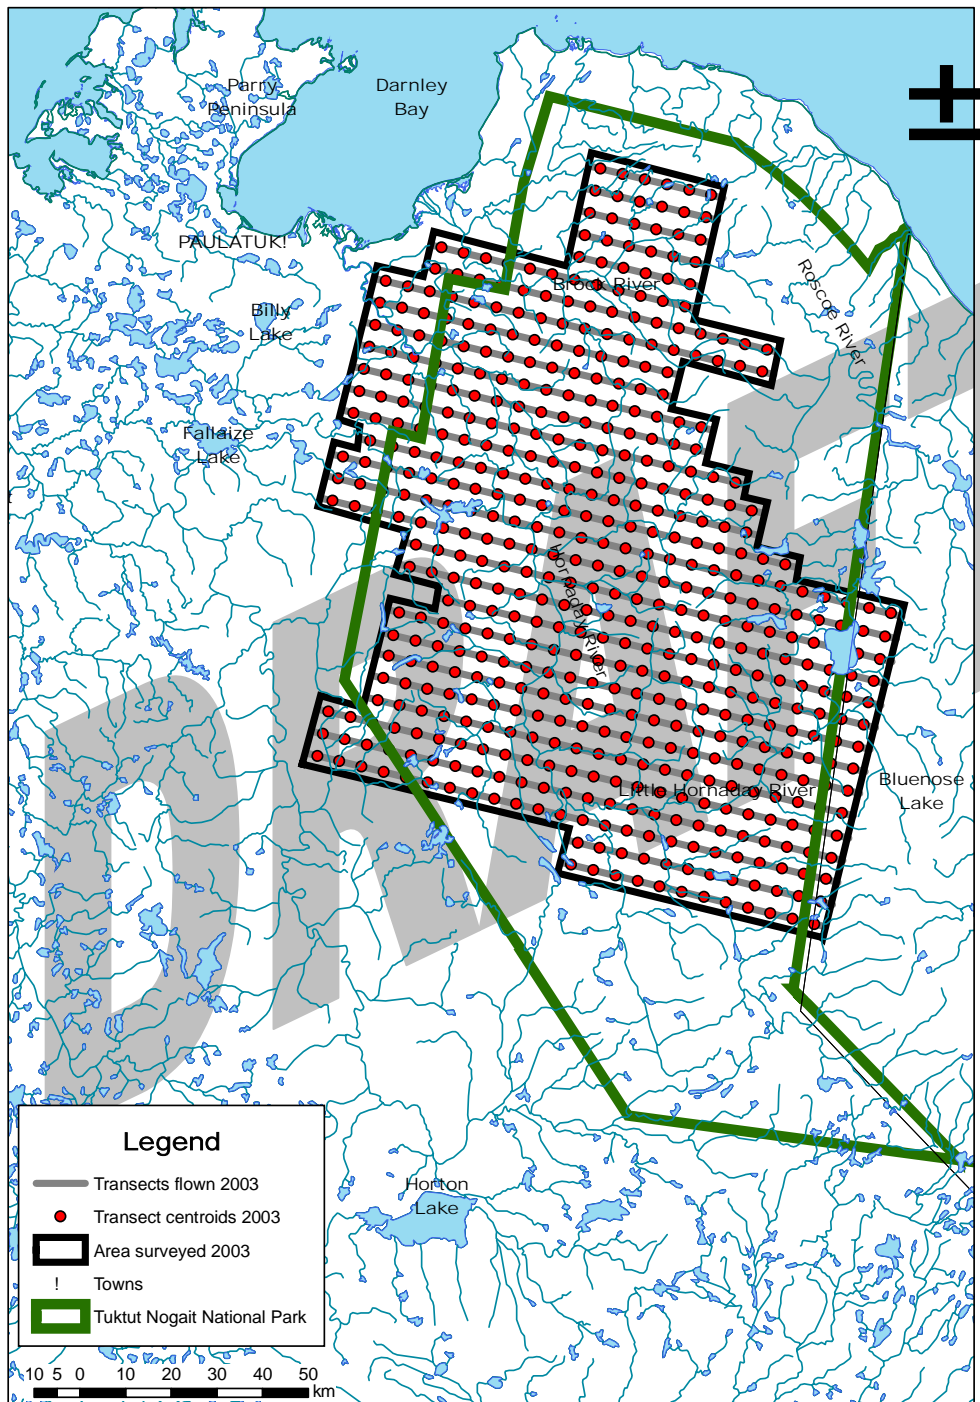 Parry
Peninsula
Darnley
Bay
PAULATUK!
Billy
Lake
Brock River
Roscoe River
Fallaize
Lake
Hornaday River
Little Hornaday River
Bluenose
Lake
DRAFT
Horton
Lake
Legend
Transects flown 2003
Transect centroids 2003
Area surveyed 2003
! Towns
Tuktut Nogait National Park
10 5 0 10 20 30 40 50
km